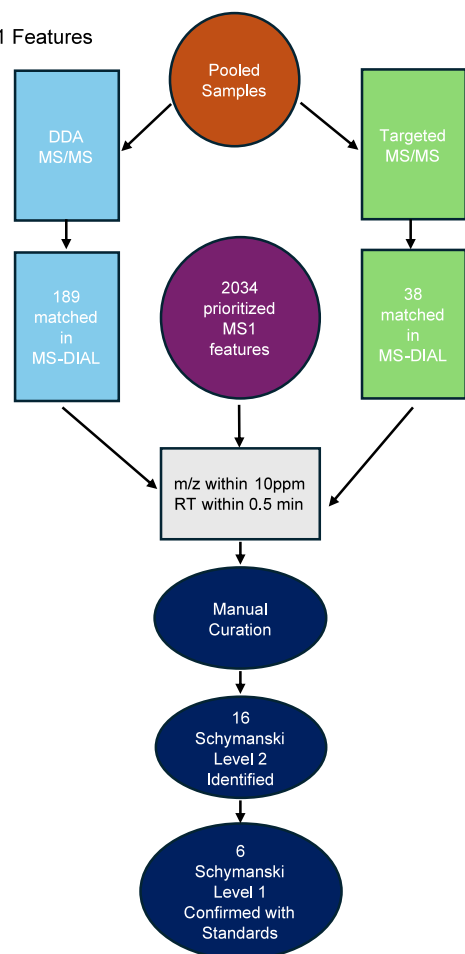 1 Features
Pooled
Samples
DDA
MS/MS
Targeted
MS/MS
189
matched
in
MS-DIAL
2034
prioritized
MS1
features
38
matched
in
MS-DIAL
m/z within 10ppm
RT within 0.5 min
Manual
Curation
16
Schymanski
Level 2
Identified
6
Schymanski
Level 1
Confirmed with
Standards